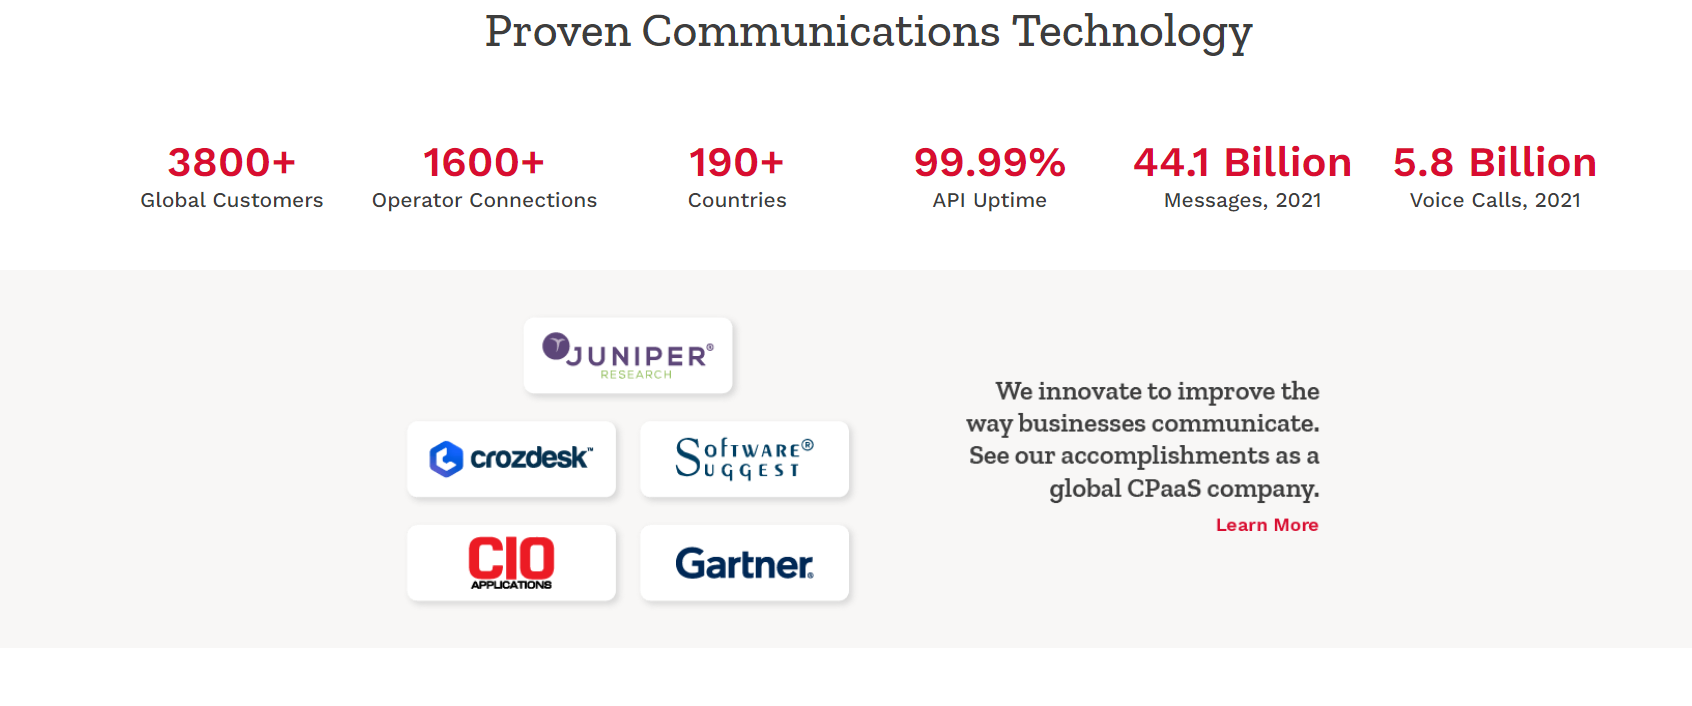 Proven Communications Technology
3800+
Global Customers
1600+
Operator Connections
190+
Countries
99.99%
API Uptime
44.1 Billion
Messages, 2021
5.8 Billion
Voice Calls, 2021
JUNIPER®
RESEARCH
crozdesk™
SOFTWARE®
SUGGEST
CIO
APPLICATIONS
Gartner®
We innovate to improve the
way businesses communicate.
See our accomplishments as a
global CPaaS company.
Learn More